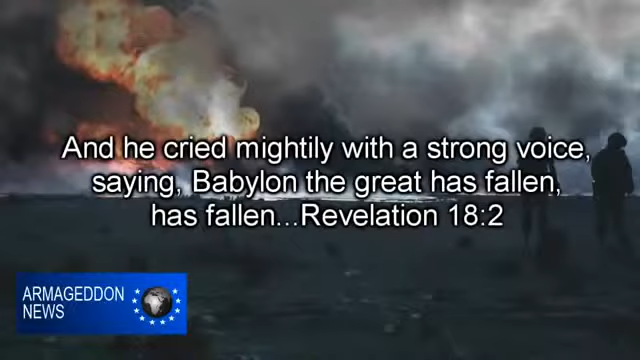 And he cried mightily with a strong voice,
saying, Babylon the great has fallen,
has fallen...Revelation 18:2
ARMAGEDDON
NEWS